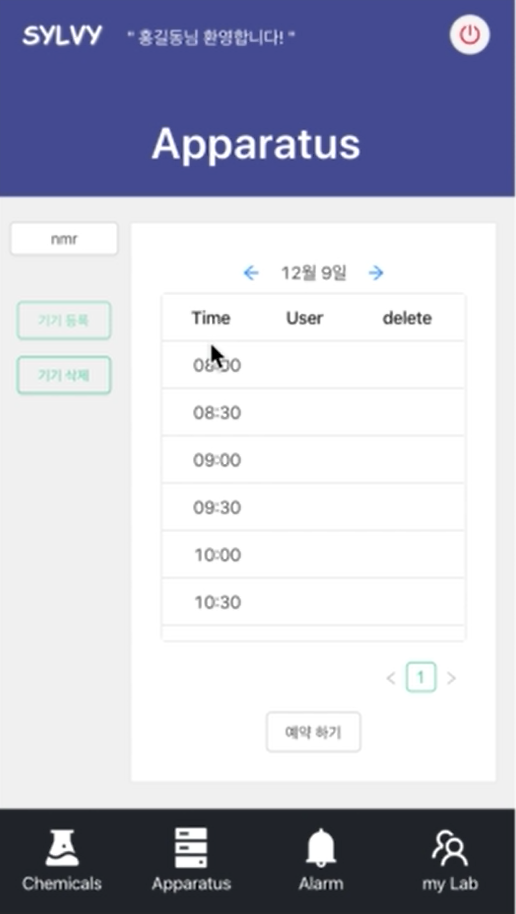 SYLVY
" 홍길동님 환영합니다! "
Apparatus
nmr
기기 등록
기기 삭제
12월 9일
Time User delete
08:00
08:30
09:00
09:30
10:00
10:30
1
예약 하기
Chemicals Apparatus Alarm my Lab